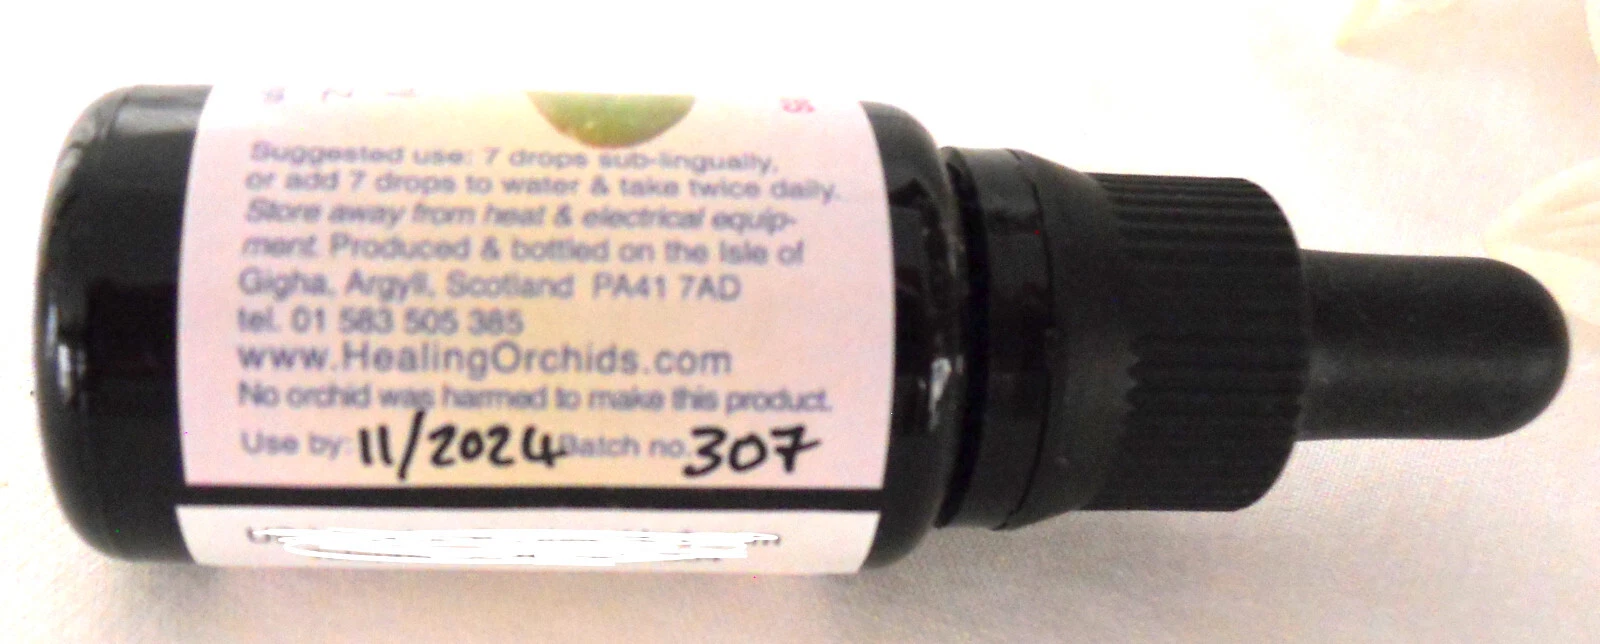 Suggested use: 7 drops sub-lingually,
or add 7 drops to water & take twice daily.
Store away from heat & electrical equip-
ment. Produced & bottled on the Isle of
Gigha, Argyll, Scotland PA41 7AD
tel. 01 583 505 385
www.HealingOrchids.com
No orchid was harmed to make this product.
Use by: 11/2024 Batch no. 307